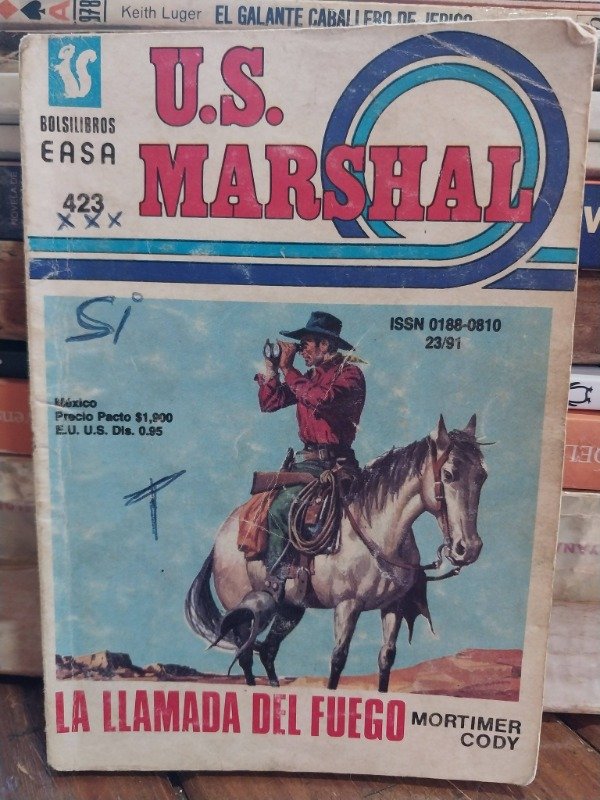 Keith Luger EL GALANTE CABALLERO DE JERICO
BOLSILIBROS
EASA
423
xxx
U.S.
MARSHAL
Si
ISSN 0188-0810
23/91
México
Precio Pacto $1,900
E.U. U.S. Dls. 0.95
LA LLAMADA DEL FUEGO
MORTIMER
CODY